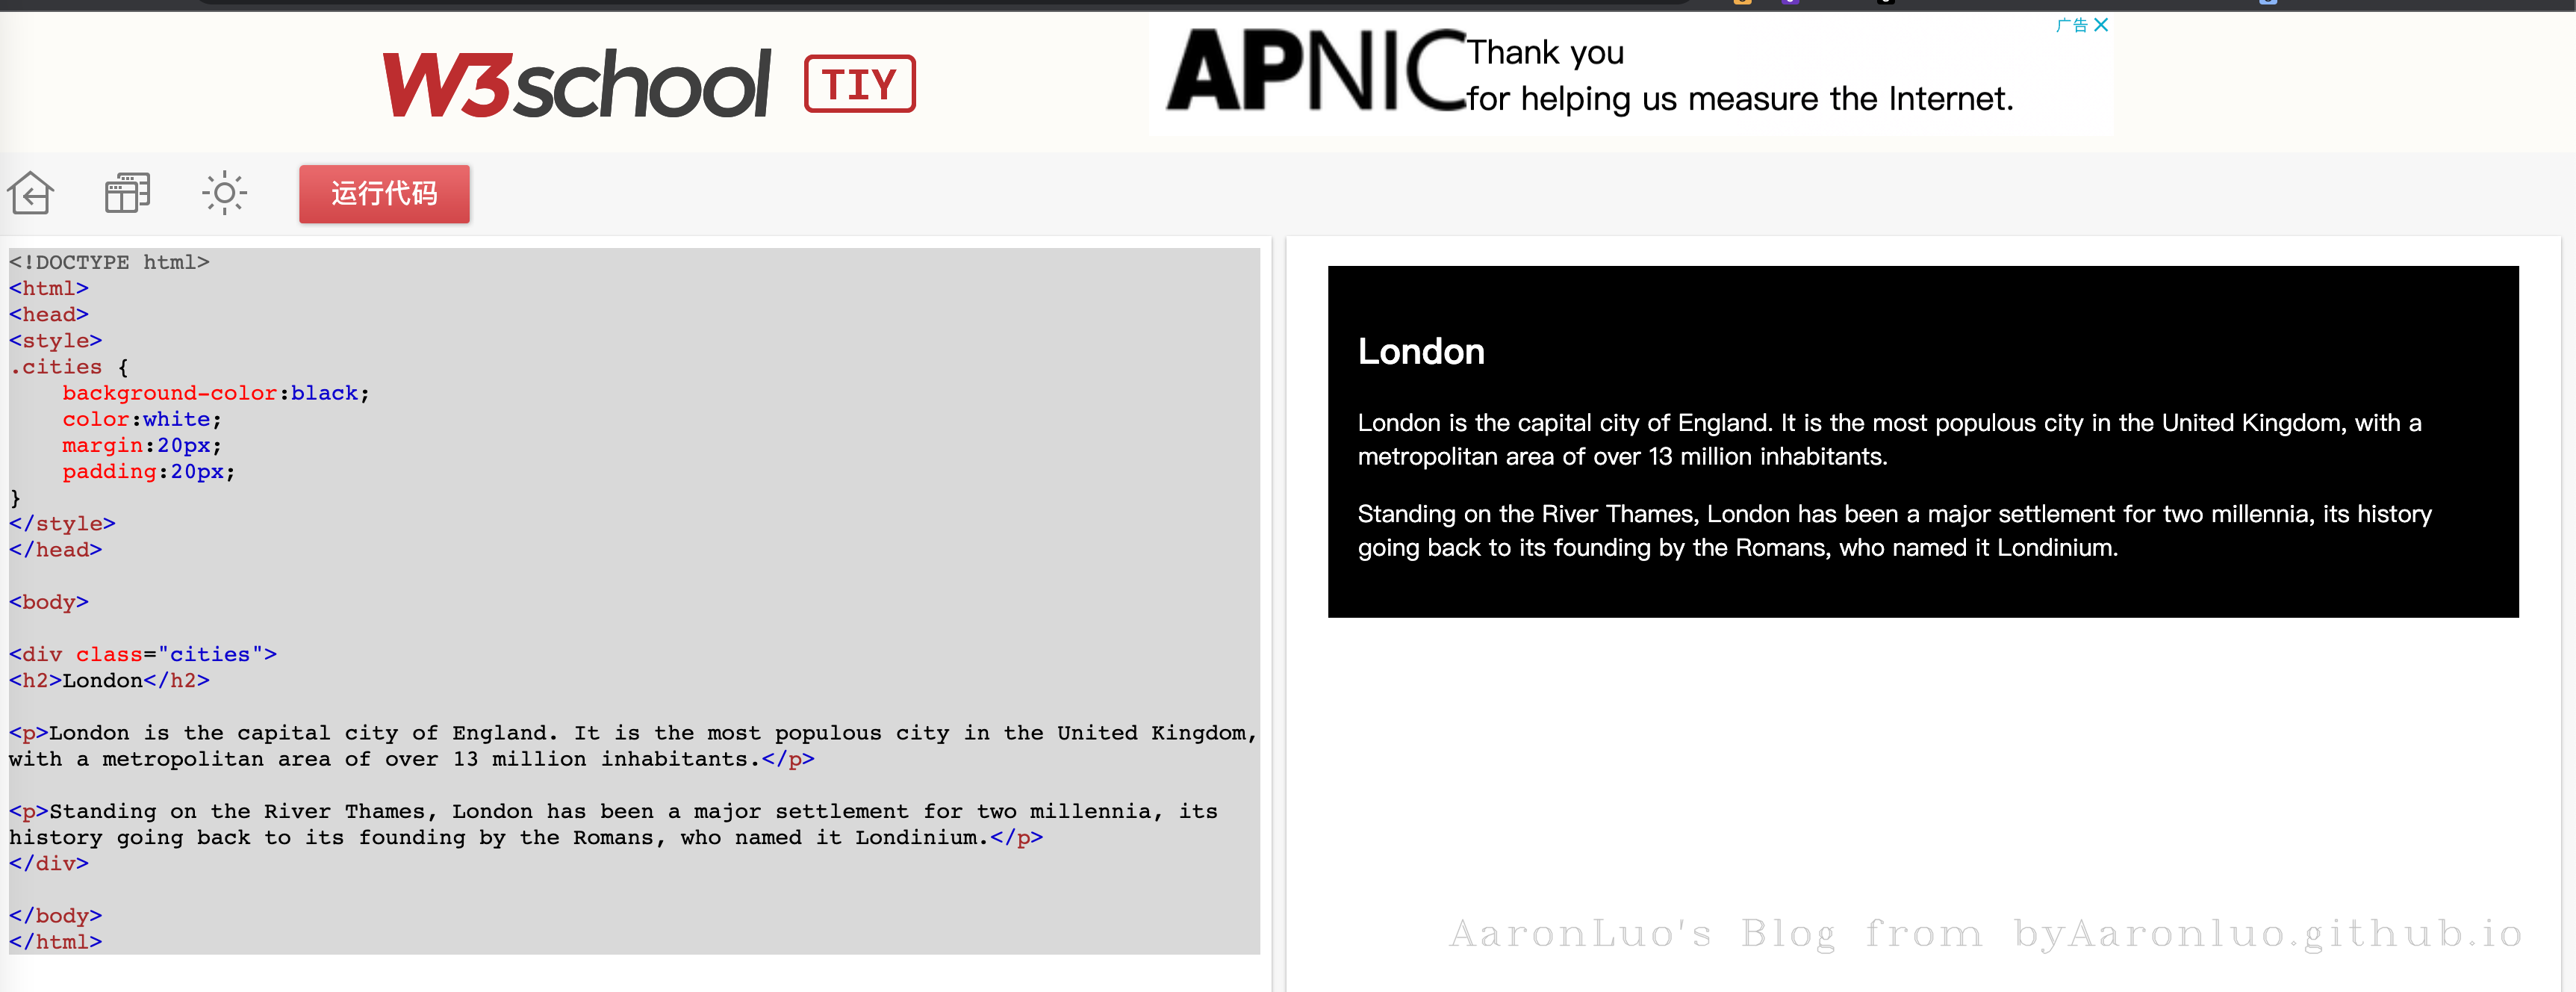 W3school TIY
APNIC
Thank you
for helping us measure the Internet.
广告
运行代码
<!DOCTYPE html>
<html>
<head>
<style>
.cities {
    background-color:black;
    color:white;
    margin:20px;
    padding:20px;
}
</style>
</head>
<body>
<div class="cities">
<h2>London</h2>
<p>London is the capital city of England. It is the most populous city in the United Kingdom,
with a metropolitan area of over 13 million inhabitants.</p>
<p>Standing on the River Thames, London has been a major settlement for two millennia, its
history going back to its founding by the Romans, who named it Londinium.</p>
</div>
</body>
</html>
London
London is the capital city of England. It is the most populous city in the United Kingdom, with a
metropolitan area of over 13 million inhabitants.
Standing on the River Thames, London has been a major settlement for two millennia, its history
going back to its founding by the Romans, who named it Londinium.
AaronLuo's Blog from byAaronluo.github.io